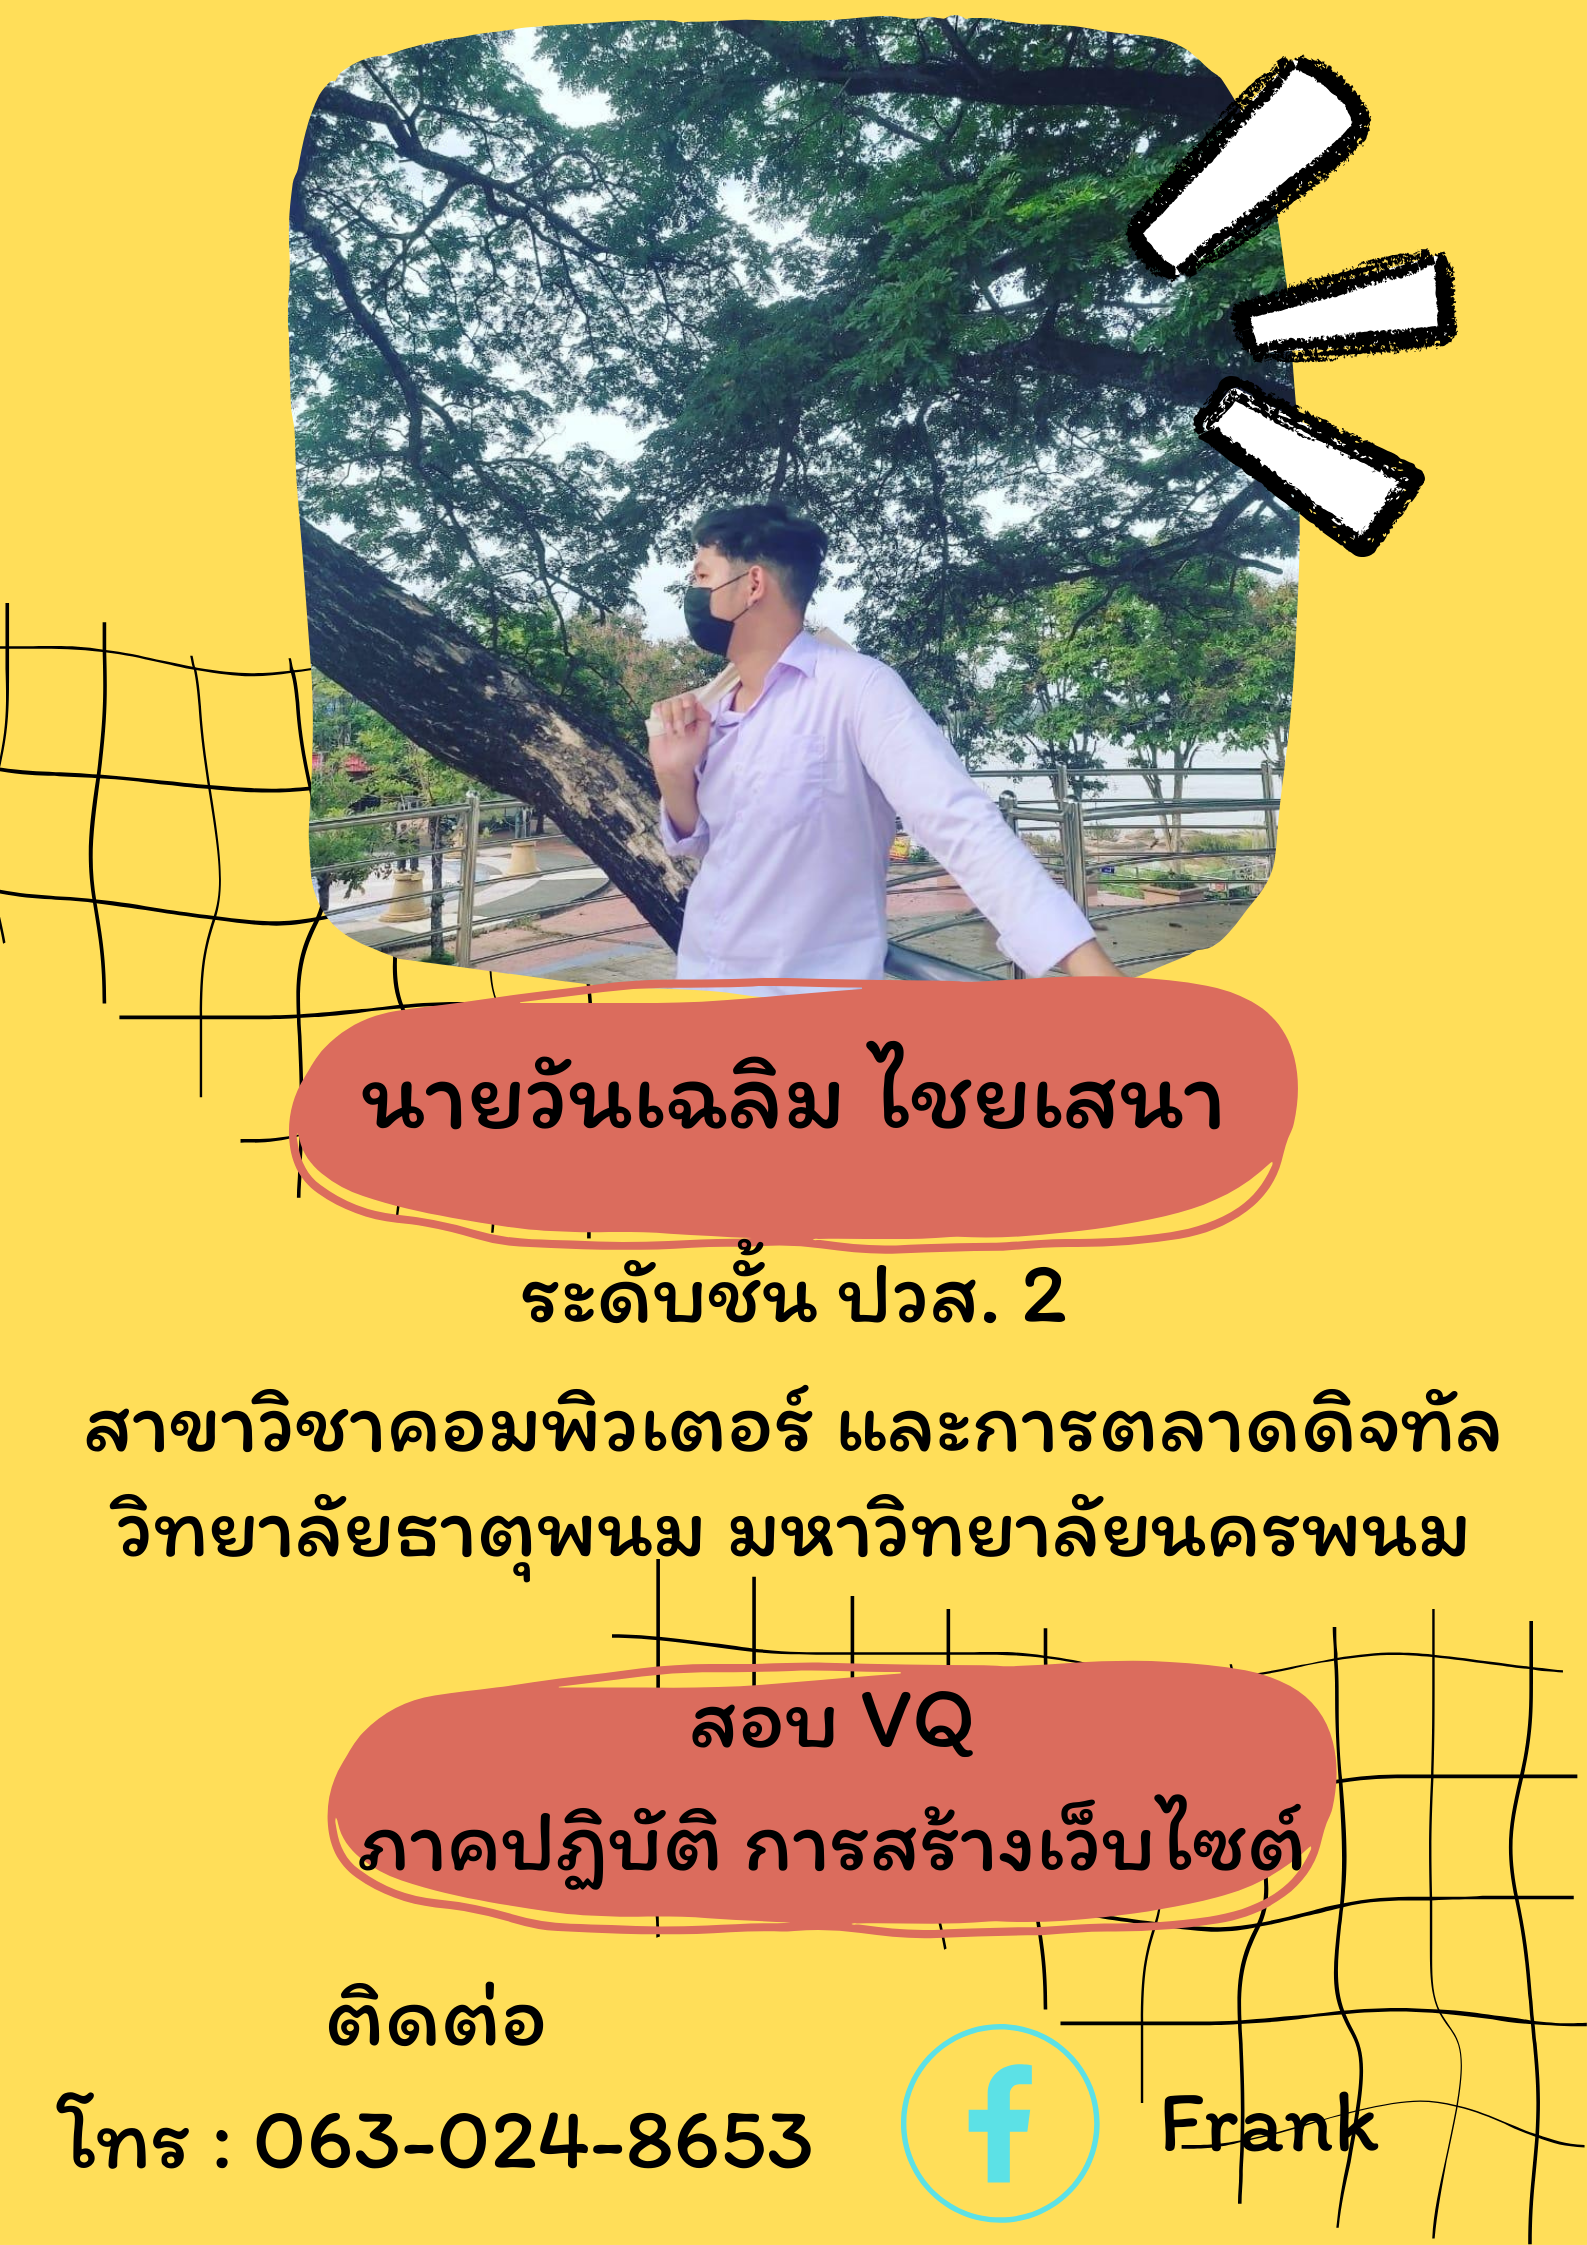 นายวันเฉลิม ไชยเสนา
ระดับชั้น ปวส. 2
สาขาวิชาคอมพิวเตอร์ และการตลาดดิจทัล
วิทยาลัยธาตุพนม มหาวิทยาลัยนครพนม
สอบ VQ
ภาคปฏิบัติ การสร้างเว็บไซต์
ติดต่อ
โทร : 063-024-8653
Frank